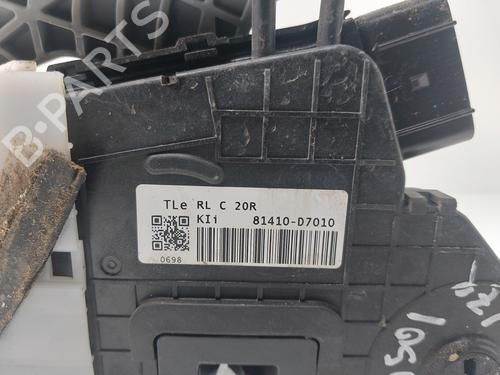 B-PARTS
TLe RL C 20R
KIi 81410-D7010
0698